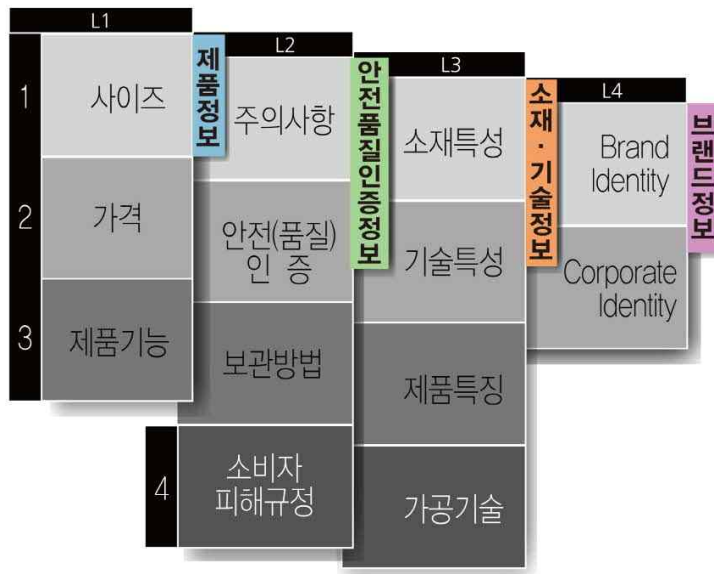 L1
1
사이즈
2
가격
3
제품기능
제품정보
L2
주의사항
안전(품질)
인 증
보관방법
4
소비자
피해규정
안전품질인증정보
L3
소재특성
기술특성
제품특징
가공기술
소재·기술정보
L4
Brand
Identity
Corporate
Identity
브랜드정보